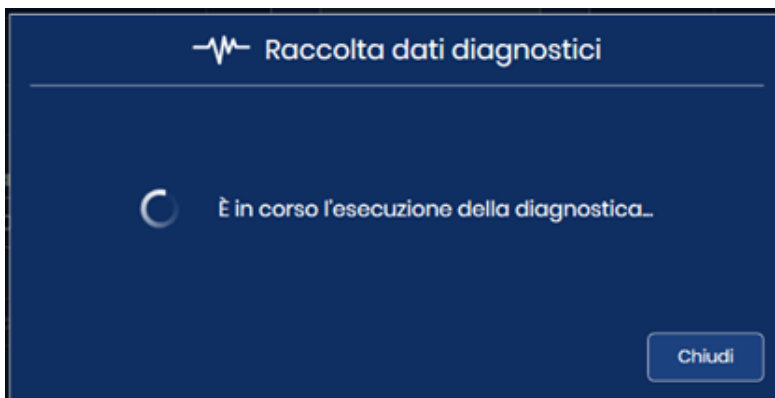 Raccolta dati diagnostici
È in corso l'esecuzione della diagnostica...
Chiudi